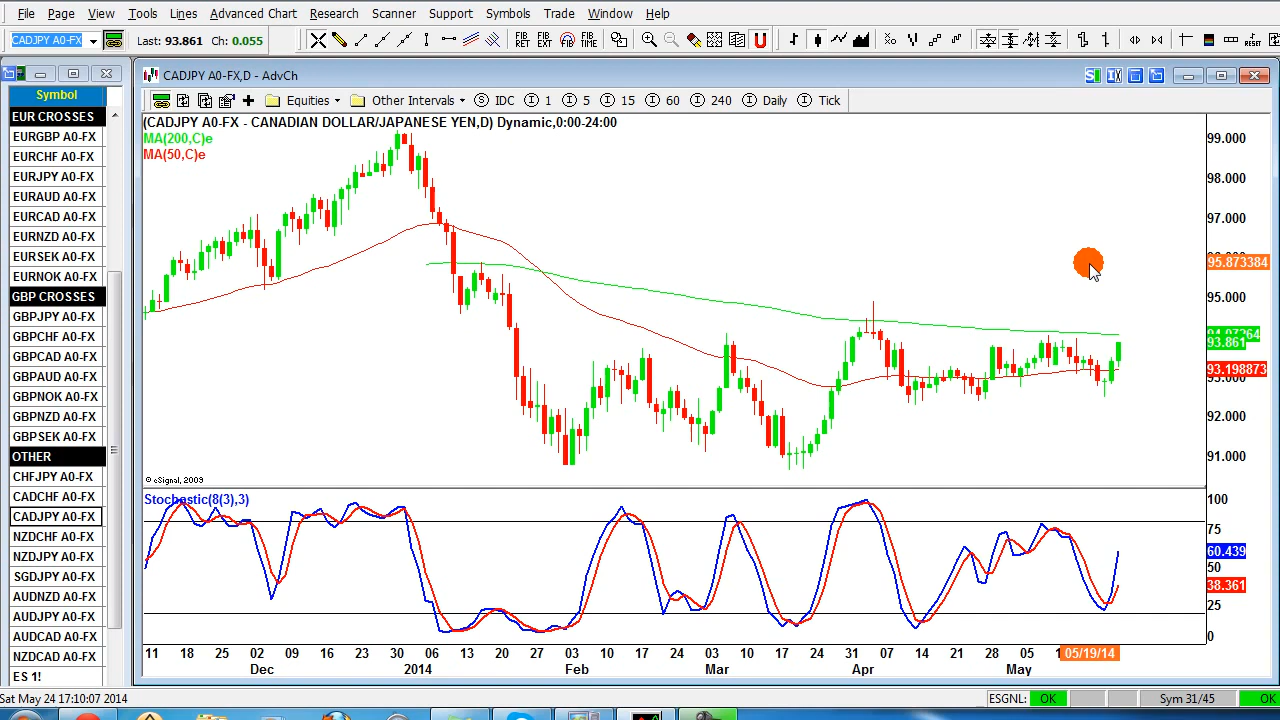 File Page View Tools Lines Advanced Chart Research Scanner Support Symbols Trade Window Help
CADJPY A0-FX Last: 93.861 Ch: 0.055 FIB RET FIB EXT FIB FIB TIME RESET
Symbol
EUR CROSSES
EURGBP A0-FX
EURCHF A0-FX
EURJPY A0-FX
EURAUD A0-FX
EURCAD A0-FX
EURNZD A0-FX
EURSEK A0-FX
EURNOK A0-FX
GBP CROSSES
GBPJPY A0-FX
GBPCHF A0-FX
GBPCAD A0-FX
GBPAUD A0-FX
GBPNOK A0-FX
GBPNZD A0-FX
GBPSEK A0-FX
OTHER
CHFJPY A0-FX
CADCHF A0-FX
CADJPY A0-FX
NZDCHF A0-FX
NZDJPY A0-FX
SGDJPY A0-FX
AUDNZD A0-FX
AUDJPY A0-FX
AUDCAD A0-FX
NZDCAD A0-FX
ES 1!
CADJPY A0-FX,D - AdvCh
Equities Other Intervals S IDC I 1 I 5 I 15 I 60 I 240 I Daily I Tick
(CADJPY A0-FX - CANADIAN DOLLAR/JAPANESE YEN,D) Dynamic,0:00-24:00
MA(200,C)e
MA(50,C)e
99.000
98.000
97.000
95.873384
95.000
93.861
93.198873
93.000
92.000
91.000
© eSignal, 2009
Stochastic(8(3),3)
100
75
60.439
50
38.361
25
0
11 18 25 02 09 16 23 06 13 20 27 10 18 24 10 17 24 31 07 14 21 28 05 05/19/14
Dec 2014 Feb Mar Apr May
Sat May 24 17:10:07 2014 ESGNL: OK Sym 31/45 OK